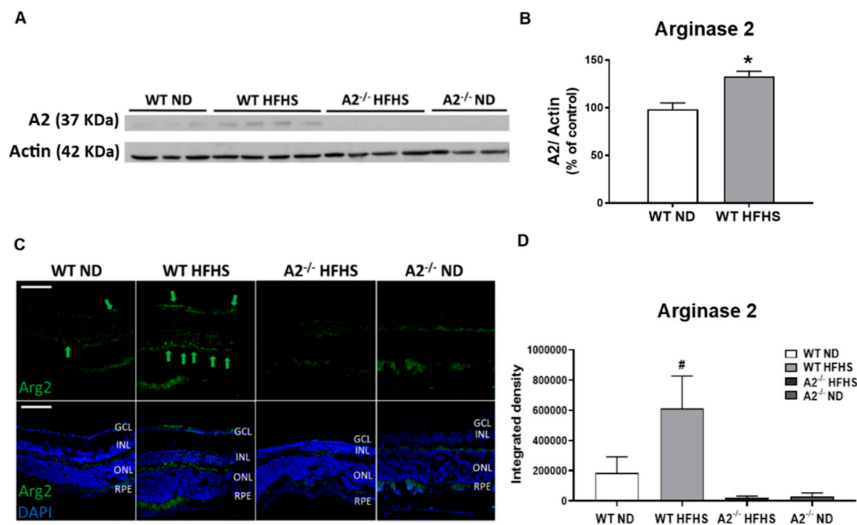 A
WT ND WT HFHS A2-/- HFHS A2-/- ND
A2 (37 KDa)
Actin (42 KDa)
B
Arginase 2
*
150
100
50
0
A2/ Actin
(% of control)
WT ND WT HFHS
C
WT ND WT HFHS A2-/- HFHS A2-/- ND
Arg2
GCL GCL GCL GCL
INL INL INL INL
ONL ONL ONL ONL
RPE RPE RPE RPE
Arg2
DAPI
D
Arginase 2
1000000
800000
600000
400000
200000
0
Integrated density
#
WT ND
WT HFHS
A2-/- HFHS
A2-/- ND
WT ND WT HFHS A2-/- HFHS A2-/- ND